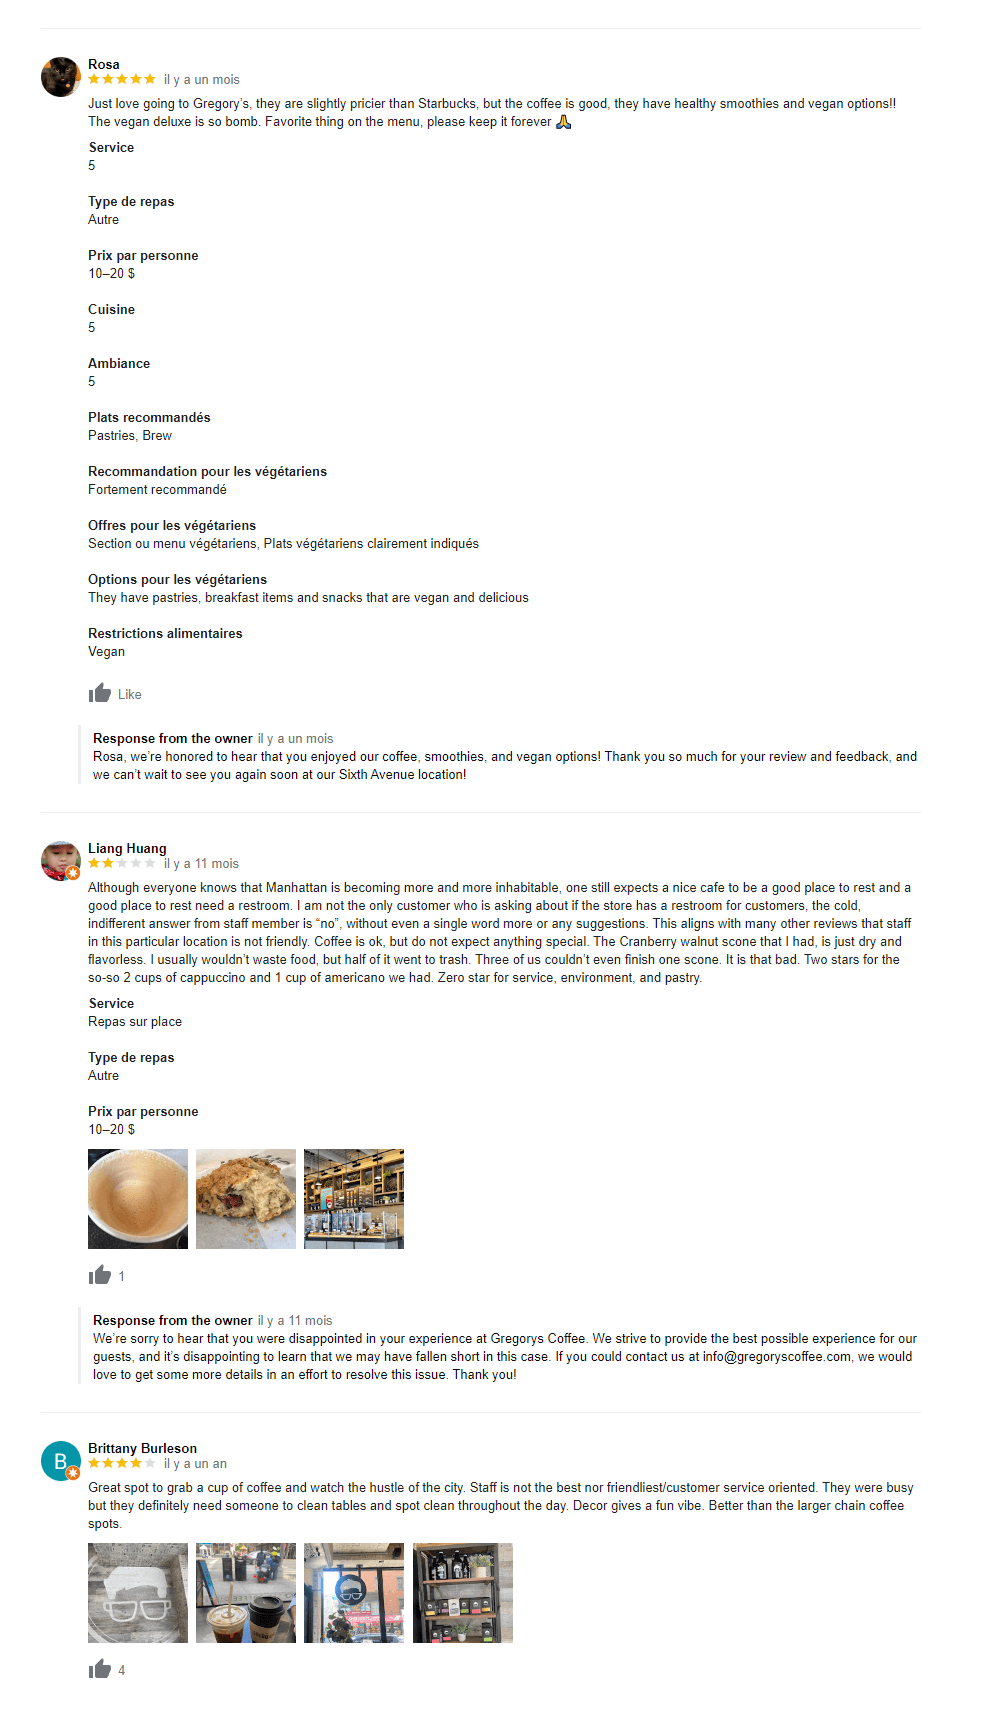 Rosa
il y a un mois
Just love going to Gregory's, they are slightly pricier than Starbucks, but the coffee is good, they have healthy smoothies and vegan options!!
The vegan deluxe is so bomb. Favorite thing on the menu, please keep it forever 🙏
Service
5
Type de repas
Autre
Prix par personne
10–20 $
Cuisine
5
Ambiance
5
Plats recommandés
Pastries, Brew
Recommandation pour les végétariens
Fortement recommandé
Offres pour les végétariens
Section ou menu végétariens, Plats végétariens clairement indiqués
Options pour les végétariens
They have pastries, breakfast items and snacks that are vegan and delicious
Restrictions alimentaires
Vegan
Like
Response from the owner il y a un mois
Rosa, we're honored to hear that you enjoyed our coffee, smoothies, and vegan options! Thank you so much for your review and feedback, and
we can't wait to see you again soon at our Sixth Avenue location!
Liang Huang
il y a 11 mois
Although everyone knows that Manhattan is becoming more and more inhabitable, one still expects a nice cafe to be a good place to rest and a
good place to rest need a restroom. I am not the only customer who is asking about if the store has a restroom for customers, the cold,
indifferent answer from staff member is “no”, without even a single word more or any suggestions. This aligns with many other reviews that staff
in this particular location is not friendly. Coffee is ok, but do not expect anything special. The Cranberry walnut scone that I had, is just dry and
flavorless. I usually wouldn't waste food, but half of it went to trash. Three of us couldn't even finish one scone. It is that bad. Two stars for the
so-so 2 cups of cappuccino and 1 cup of americano we had. Zero star for service, environment, and pastry.
Service
Repas sur place
Type de repas
Autre
Prix par personne
10–20 $
1
Response from the owner il y a 11 mois
We're sorry to hear that you were disappointed in your experience at Gregorys Coffee. We strive to provide the best possible experience for our
guests, and it's disappointing to learn that we may have fallen short in this case. If you could contact us at info@gregoryscoffee.com, we would
love to get some more details in an effort to resolve this issue. Thank you!
B
Brittany Burleson
il y a un an
Great spot to grab a cup of coffee and watch the hustle of the city. Staff is not the best nor friendliest/customer service oriented. They were busy
but they definitely need someone to clean tables and spot clean throughout the day. Decor gives a fun vibe. Better than the larger chain coffee
spots.
4